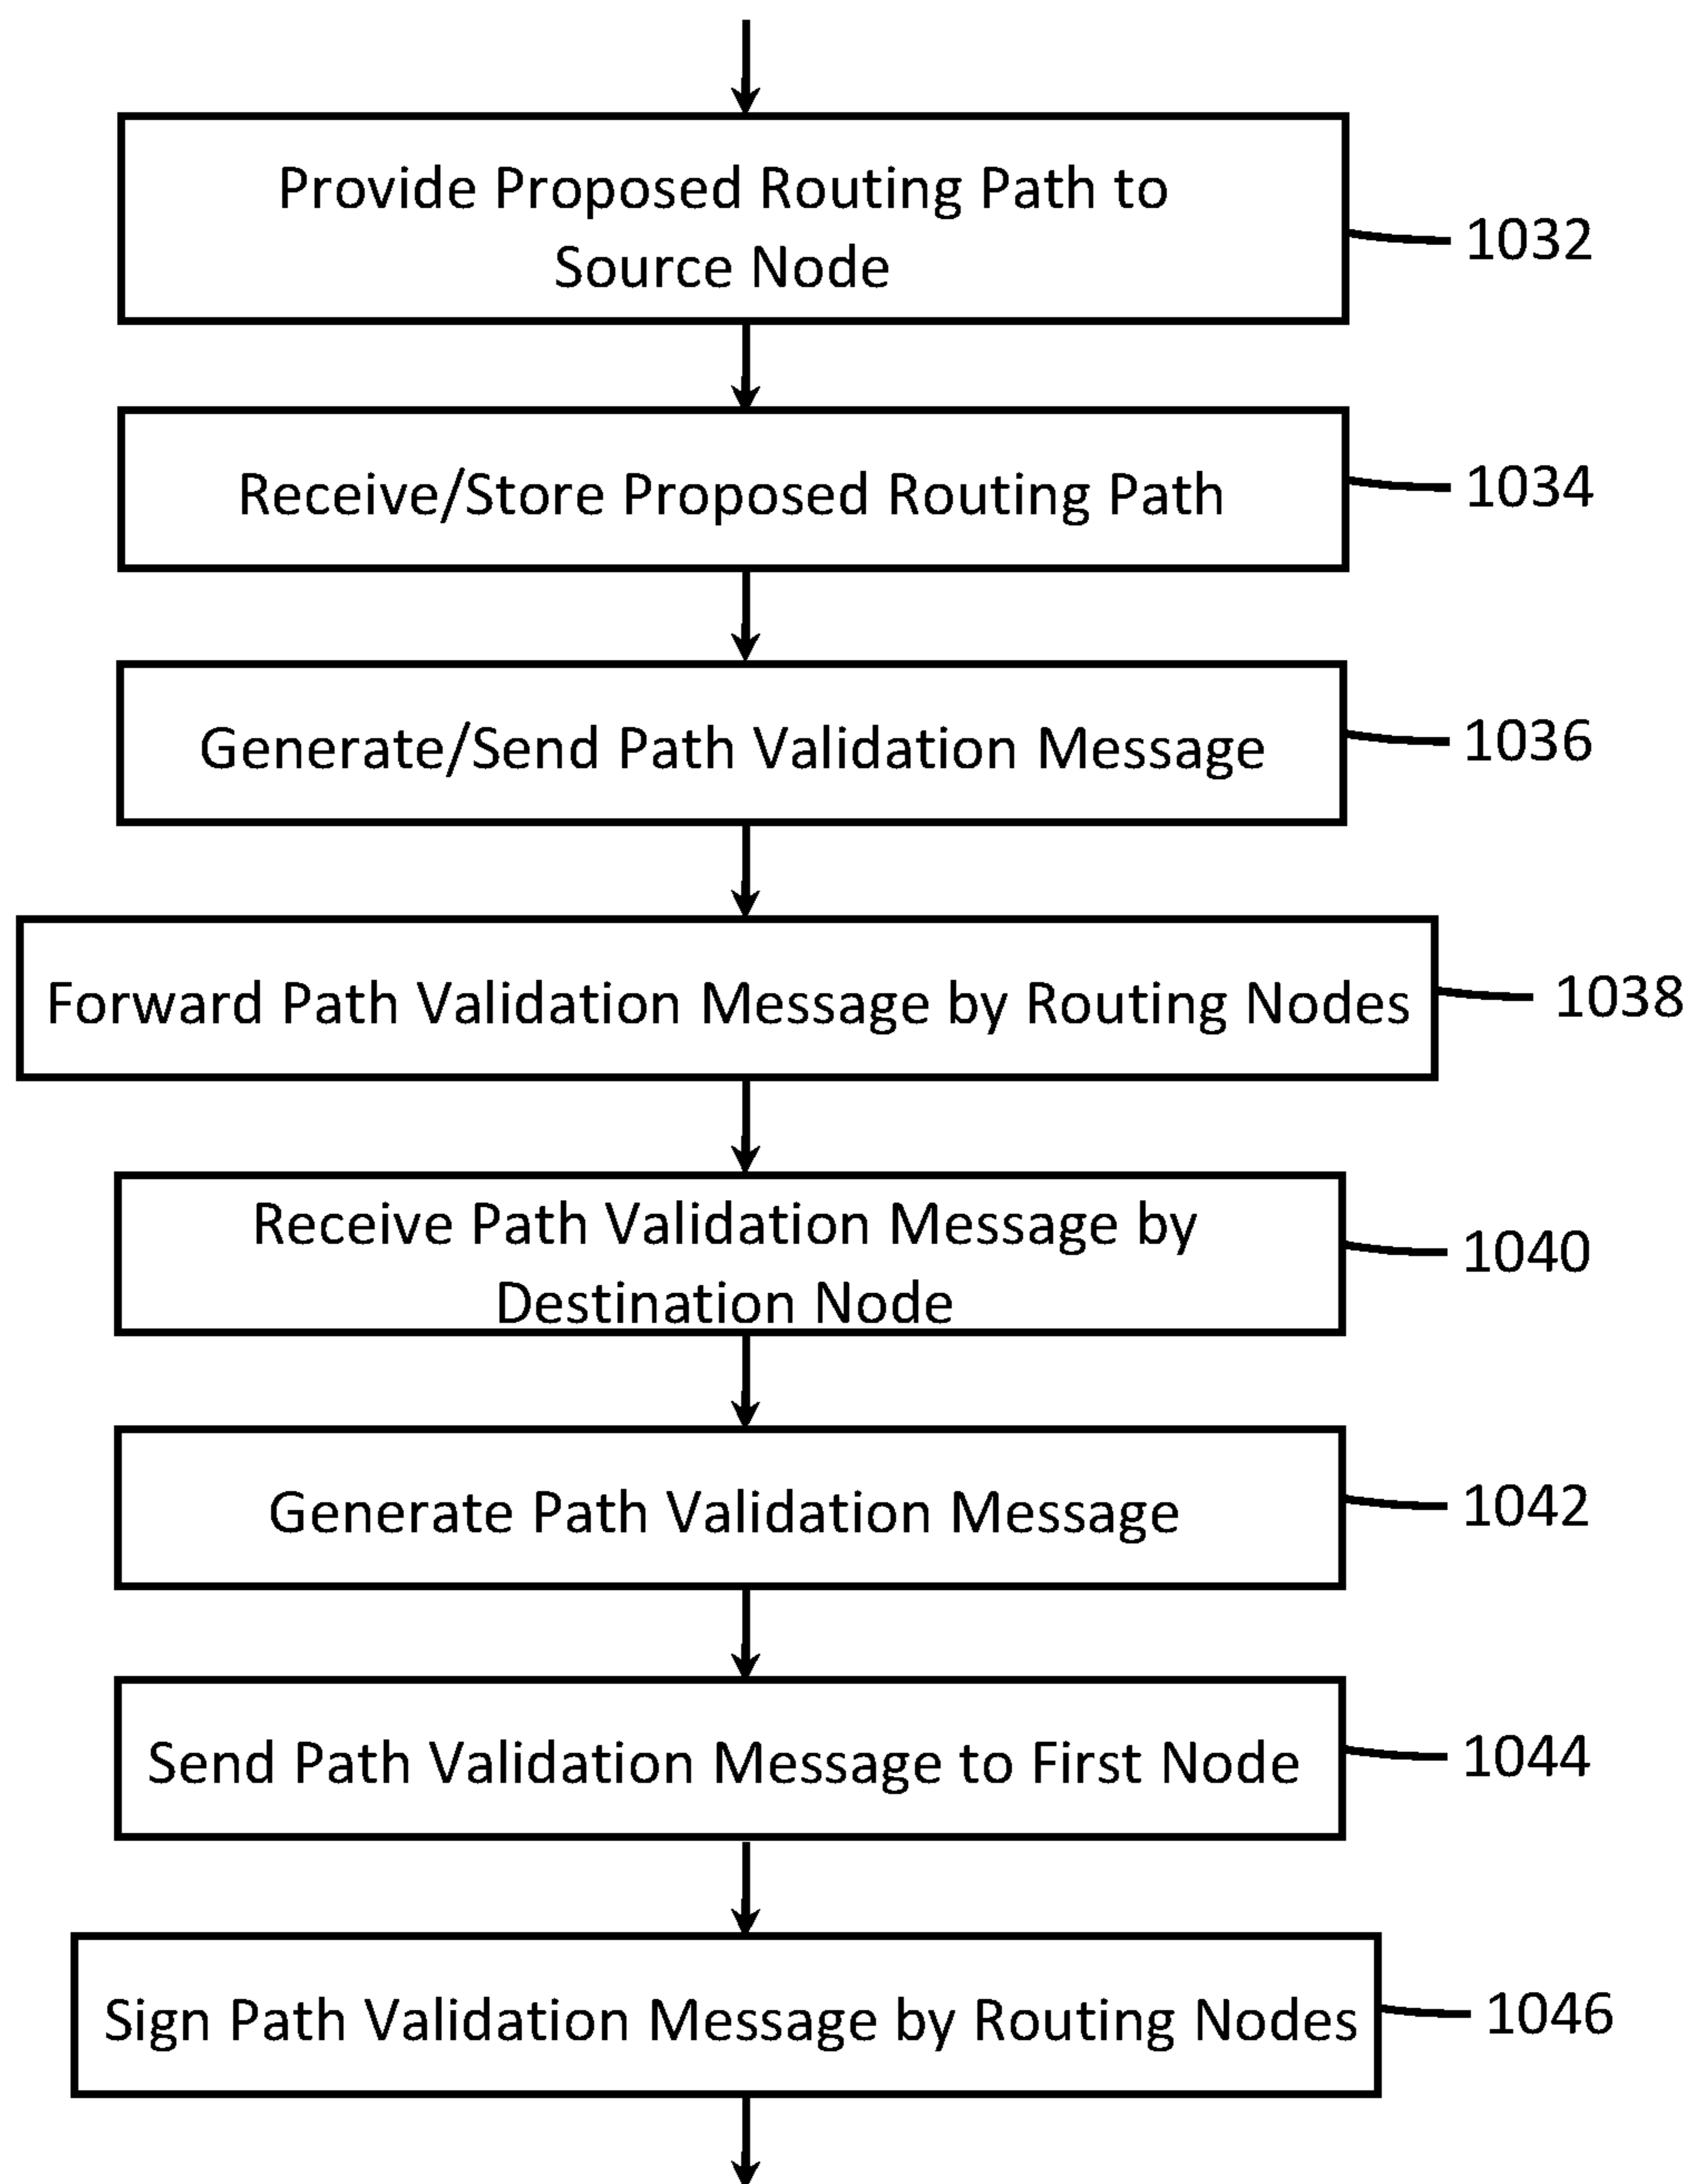 Provide Proposed Routing Path to
Source Node
1032
Receive/Store Proposed Routing Path
1034
Generate/Send Path Validation Message
1036
Forward Path Validation Message by Routing Nodes
1038
Receive Path Validation Message by
Destination Node
1040
Generate Path Validation Message
1042
Send Path Validation Message to First Node
1044
Sign Path Validation Message by Routing Nodes
1046